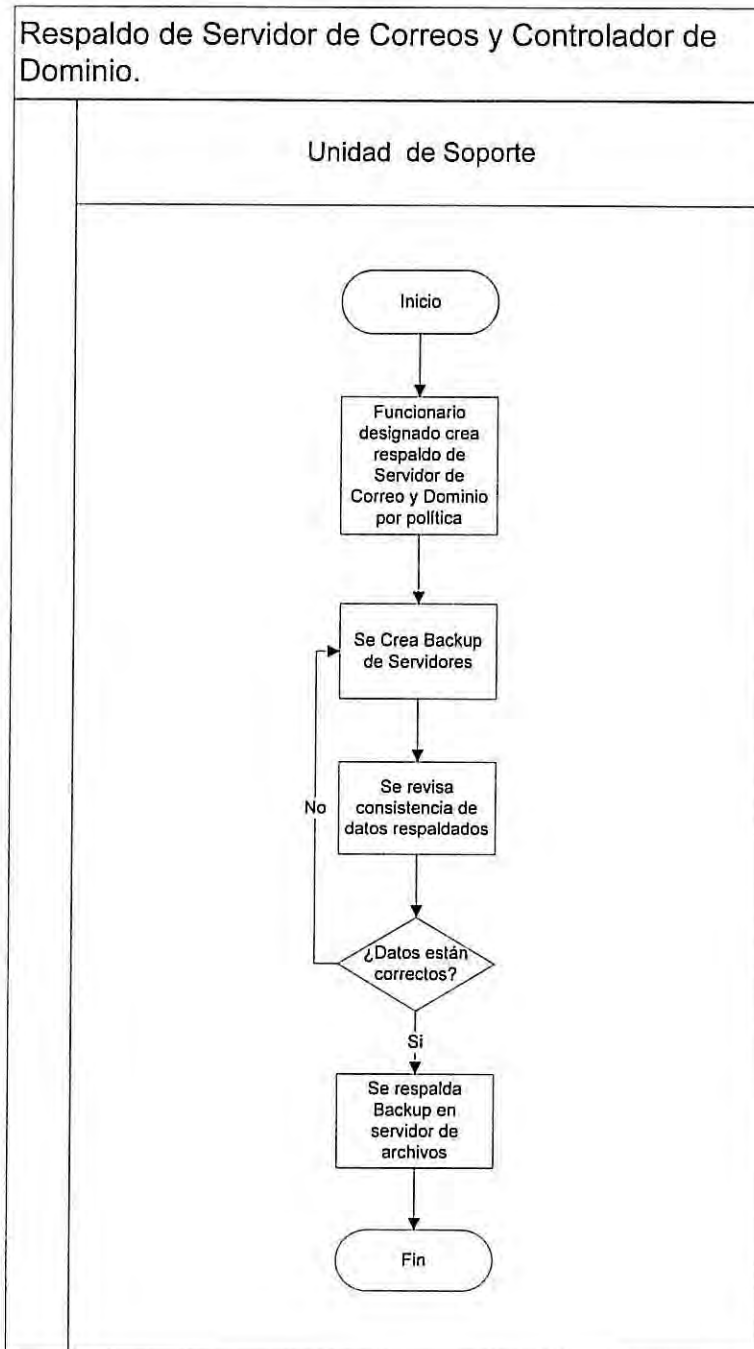 Respaldo de Servidor de Correos y Controlador de
Dominio.
Unidad de Soporte
Inicio
Funcionario
designado crea
respaldo de
Servidor de
Correo y Dominio
por política
Se Crea Backup
de Servidores
Se revisa
consistencia de
datos respaldados
No
¿Datos están
correctos?
Si
Se respalda
Backup en
servidor de
archivos
Fin